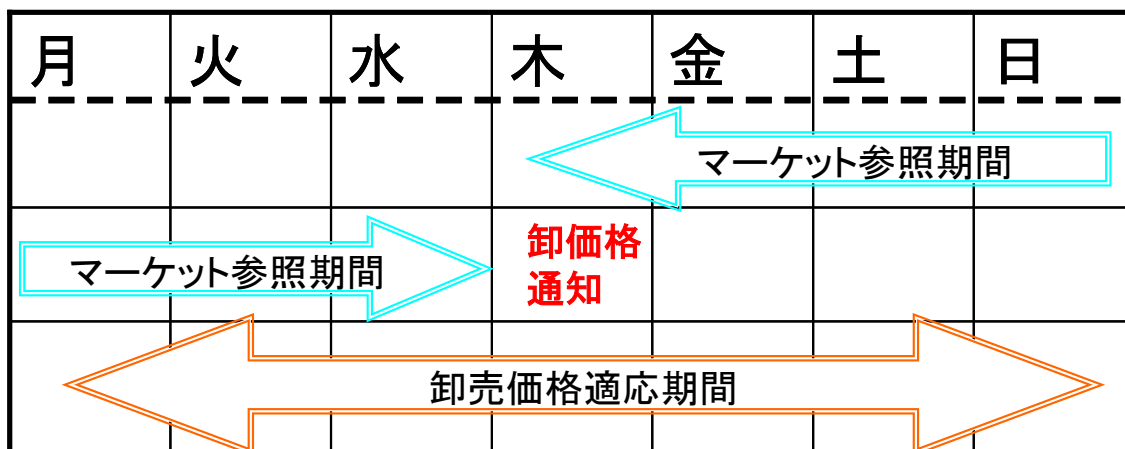 月 火 水 木 金 土 日
マーケット参照期間
マーケット参照期間
卸価格
通知
卸売価格適応期間